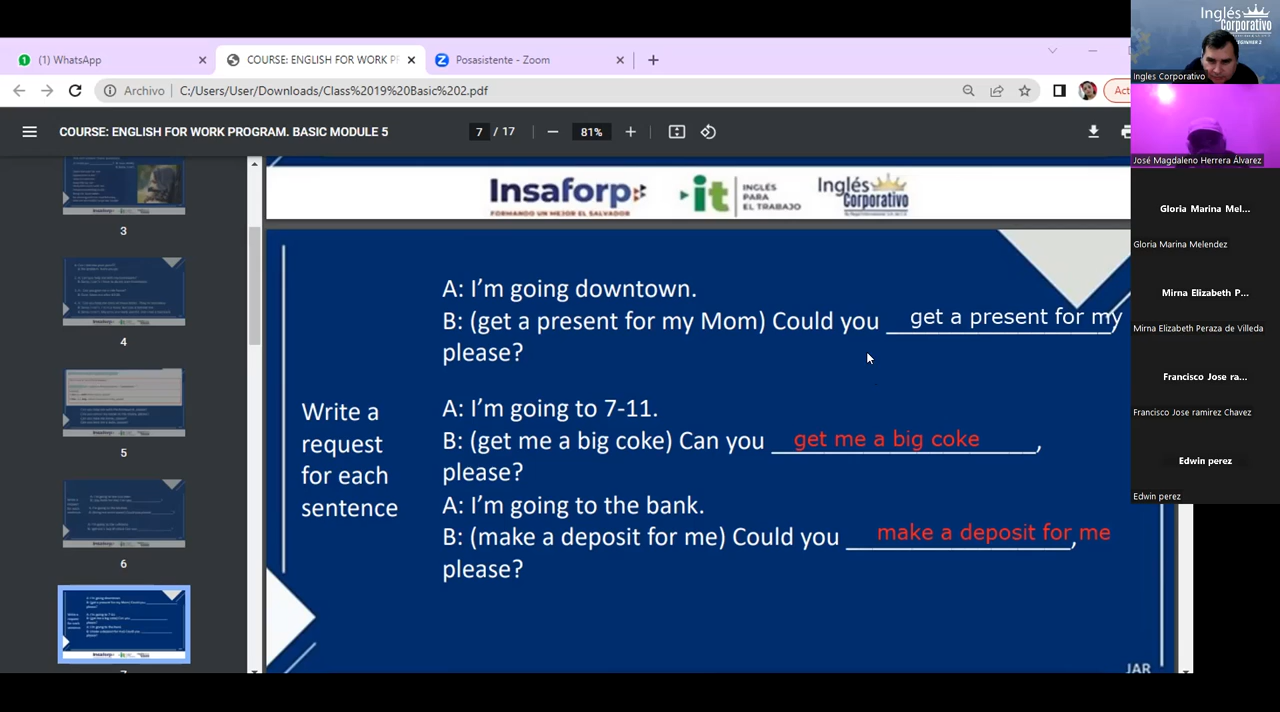 (1) WhatsApp
COURSE: ENGLISH FOR WORK PR
Posasistente - Zoom
Archivo
C:/Users/User/Downloads/Class%2019%20Basic%202.pdf
COURSE: ENGLISH FOR WORK PROGRAM. BASIC MODULE 5
7 / 17
81%
3
4
5
6
Insaforp
FORMANDO UN MEJOR EL SALVADOR
it
INGLÉS
PARA
EL TRABAJO
Inglés
Corporativo
A: I'm going downtown.
B: (get a present for my Mom) Could you ____________________,
get a present for my
please?
Write a
request
for each
sentence
A: I'm going to 7-11.
B: (get me a big coke) Can you ____________________,
get me a big coke
please?
A: I'm going to the bank.
B: (make a deposit for me) Could you ____________________,
make a deposit for me
please?
JAR
Inglés
Corporativo
Ingles Corporativo
José Magdaleno Herrera Álvarez
Gloria Marina Mel...
Gloria Marina Melendez
Mirna Elizabeth P...
Mirna Elizabeth Peraza de Villeda
Francisco Jose ra...
Francisco Jose ramirez Chavez
Edwin perez
Edwin perez